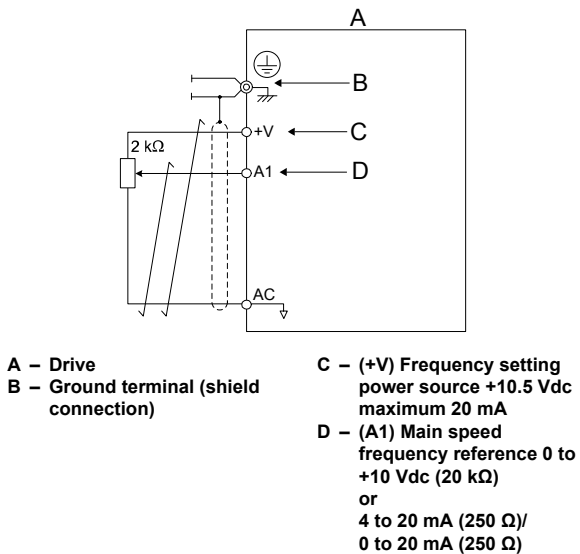 A
B
+V
C
2 kΩ
A1
D
AC
A – Drive
B – Ground terminal (shield
connection)
C – (+V) Frequency setting
power source +10.5 Vdc
maximum 20 mA
D – (A1) Main speed
frequency reference 0 to
+10 Vdc (20 kΩ)
or
4 to 20 mA (250 Ω)/
0 to 20 mA (250 Ω)